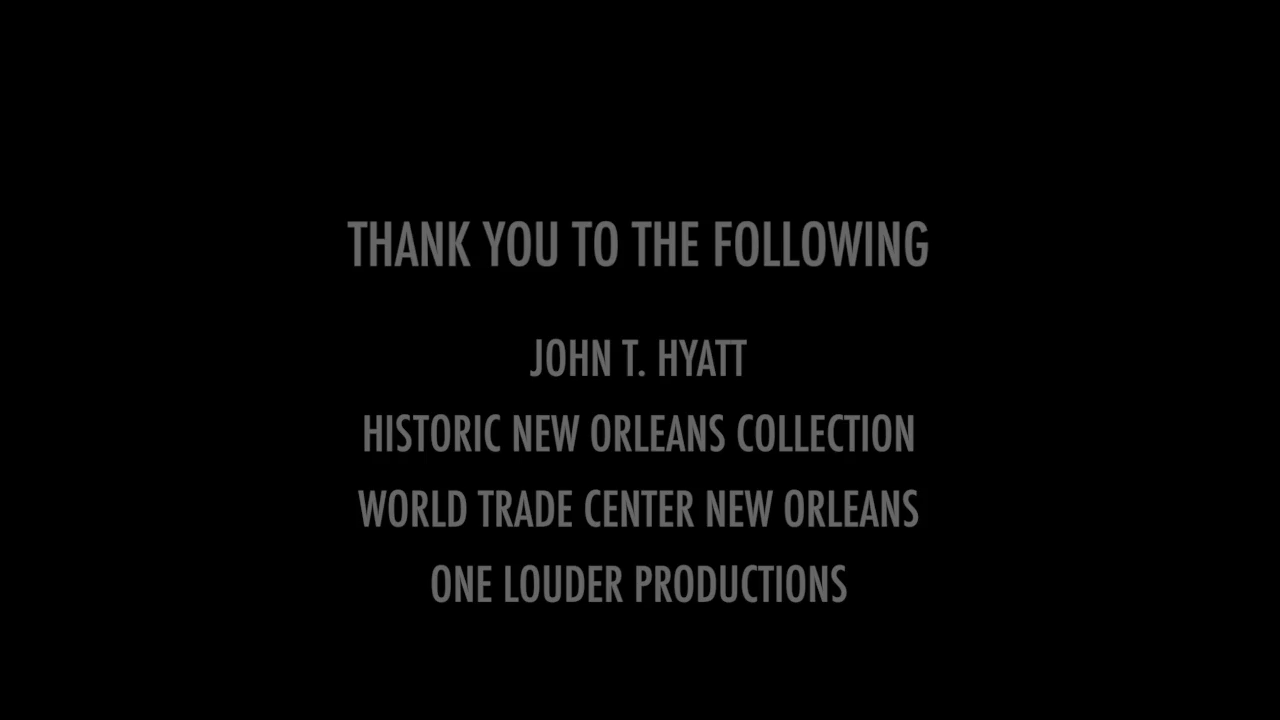 THANK YOU TO THE FOLLOWING
JOHN T. HYATT
HISTORIC NEW ORLEANS COLLECTION
WORLD TRADE CENTER NEW ORLEANS
ONE LOUDER PRODUCTIONS